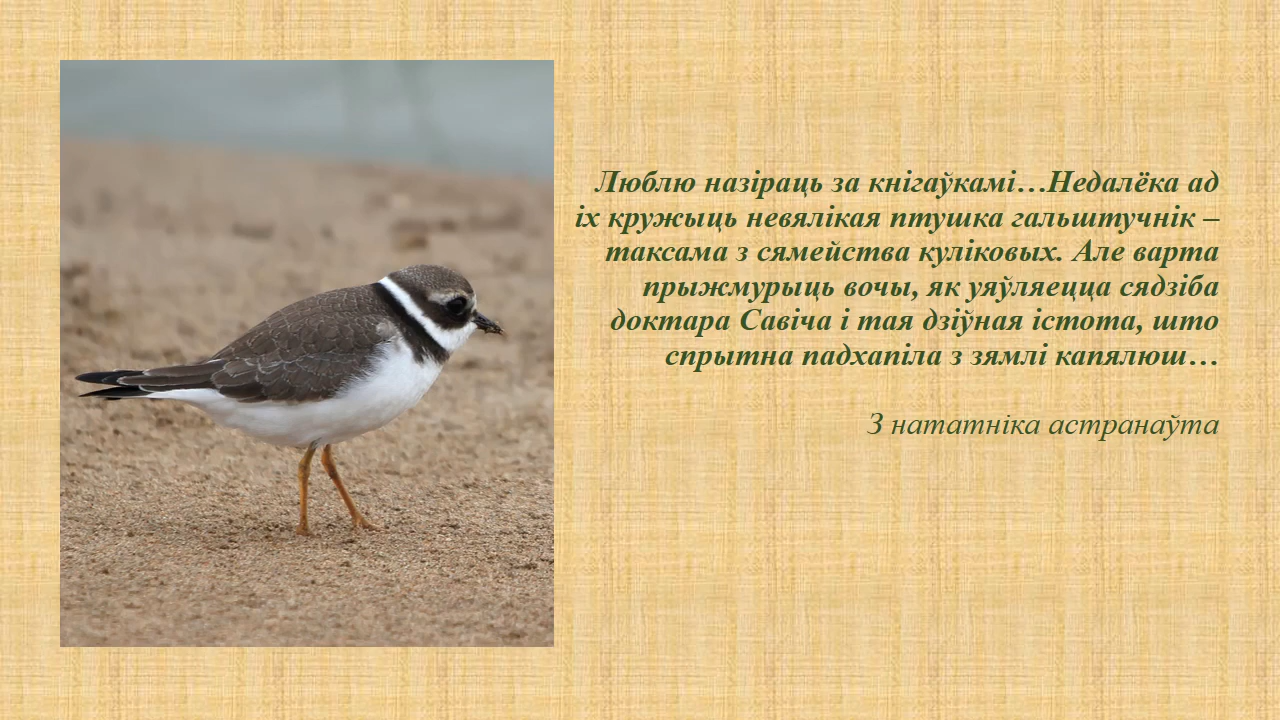 Люблю назіраць за кнігаўкамі…Недалёка ад
іх кружыць невялікая птушка гальштучнік –
таксама з сямейства куліковых. Але варта
прыжмурыць вочы, як уяўляецца сядзіба
доктара Савіча і тая дзіўная істота, што
спрытна падхапіла з зямлі капялюш…
З нататніка астранаўта